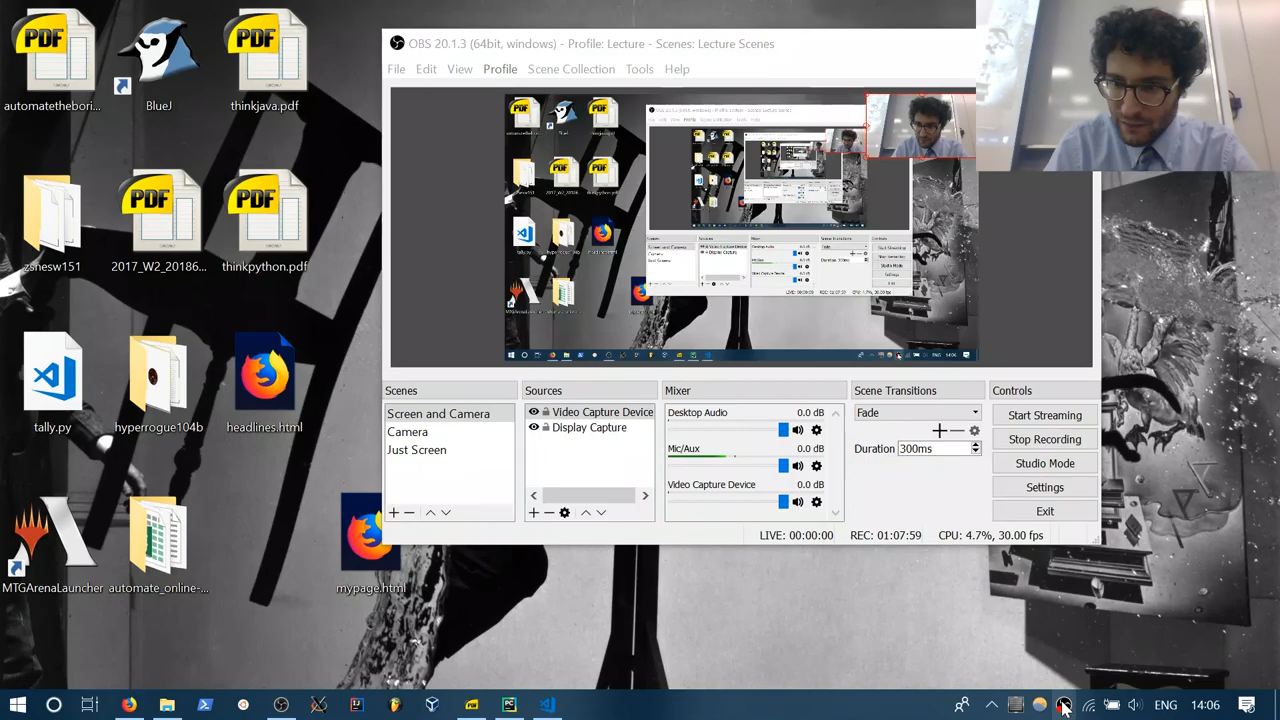 PDF
automatethebori...
BlueJ
PDF
thinkjava.pdf
zsnesw151
PDF
2017_W2_20166...
PDF
thinkpython.pdf
tally.py
hyperrogue104b
headlines.html
MTGArenaLauncher
automate_online-...
mypage.html
OBS 20.1.3 (64bit, windows) - Profile: Lecture - Scenes: Lecture Scenes
File Edit View Profile Scene Collection Tools Help
Scenes
Screen and Camera
Camera
Just Screen
Sources
Video Capture Device
Display Capture
Mixer
Desktop Audio 0.0 dB
Mic/Aux 0.0 dB
Video Capture Device 0.0 dB
Scene Transitions
Fade
Duration 300ms
Controls
Start Streaming
Stop Recording
Studio Mode
Settings
Exit
LIVE: 00:00:00 REC: 01:07:59 CPU: 4.7%, 30.00 fps
ENG 14:06